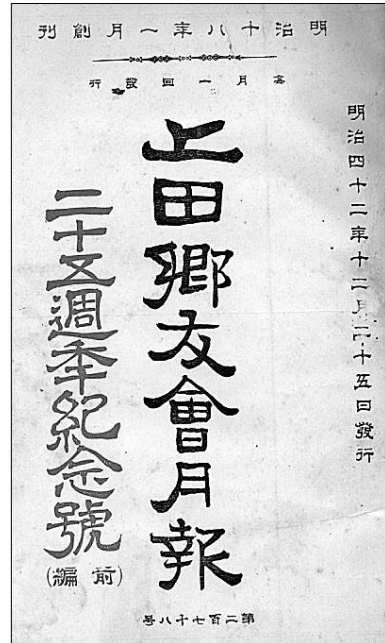 明治十八年一月創刊
毎月一回發行
明治四十二年十二月二十五日發行
上田郷友會月報
二十五週年紀念號
(前編)
第二百七十八号